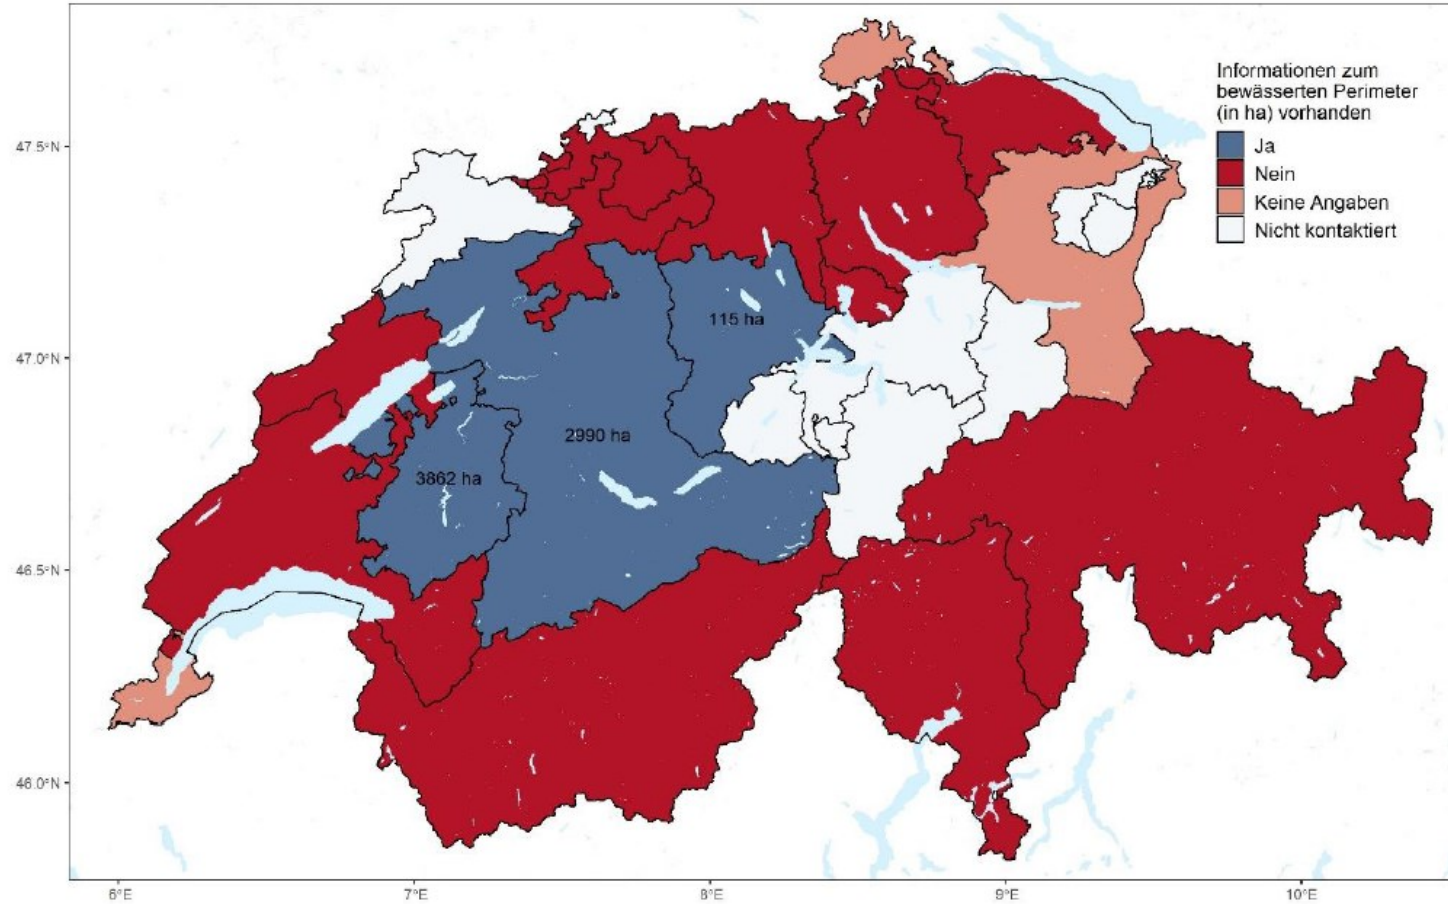 Informationen zum
bewässerten Perimeter
(in ha) vorhanden
Ja
Nein
Keine Angaben
Nicht kontaktiert
47.5°N
47.0°N
46.5°N
46.0°N
115 ha
2990 ha
3862 ha
6°E
7°E
8°E
9°E
10°E